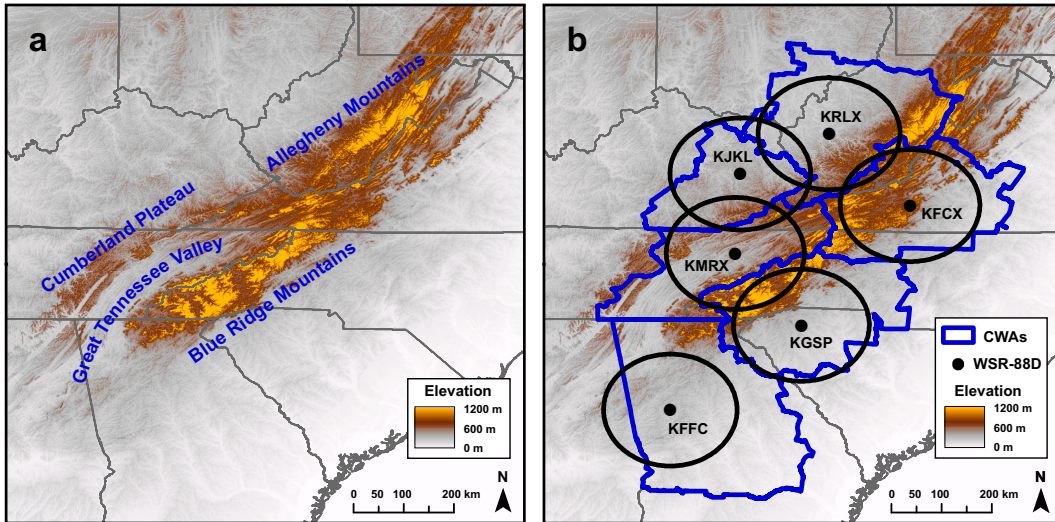 a
Allegheny Mountains
Cumberland Plateau
Great Tennessee Valley
Blue Ridge Mountains
Elevation
1200 m
600 m
0 m
N
0 50 100 200 km
b
KRLX
KJKL
KFCX
KMRX
KGSP
KFFC
CWAs
WSR-88D
Elevation
1200 m
600 m
0 m
N
0 50 100 200 km